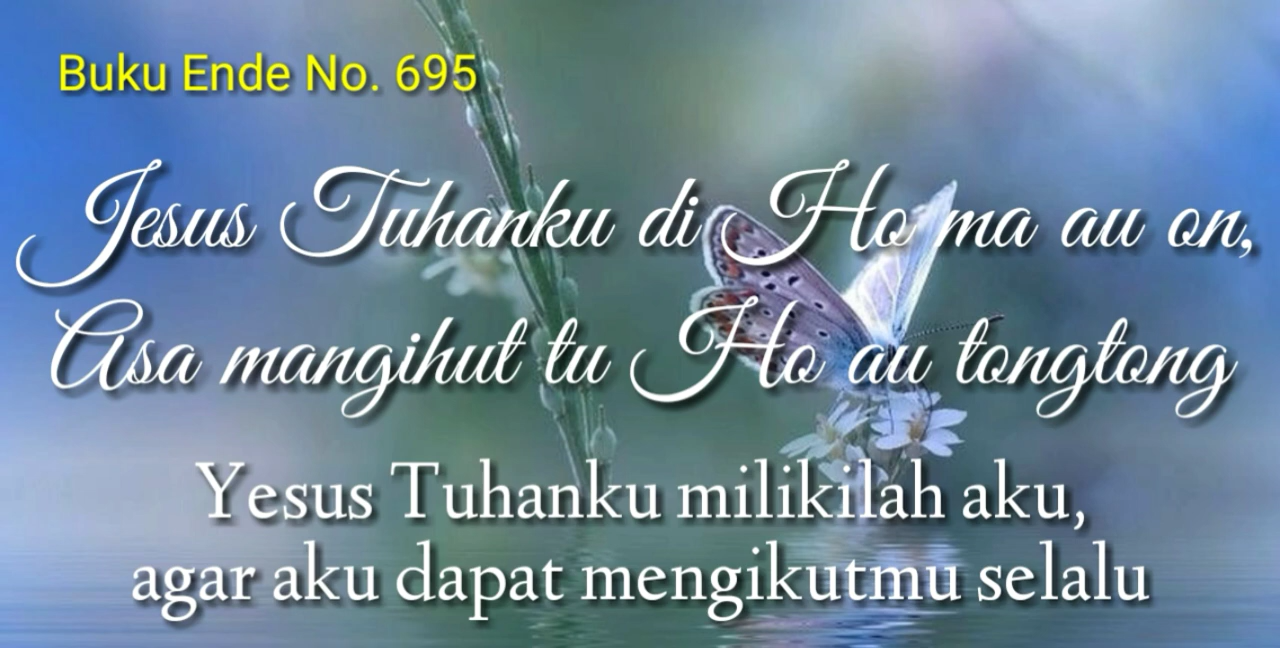 Buku Ende No. 695
Jesus Tuhanku di Ho ma au on,
Asa mangihut tu Ho au tongtong
Yesus Tuhanku milikilah aku,
agar aku dapat mengikutmu selalu